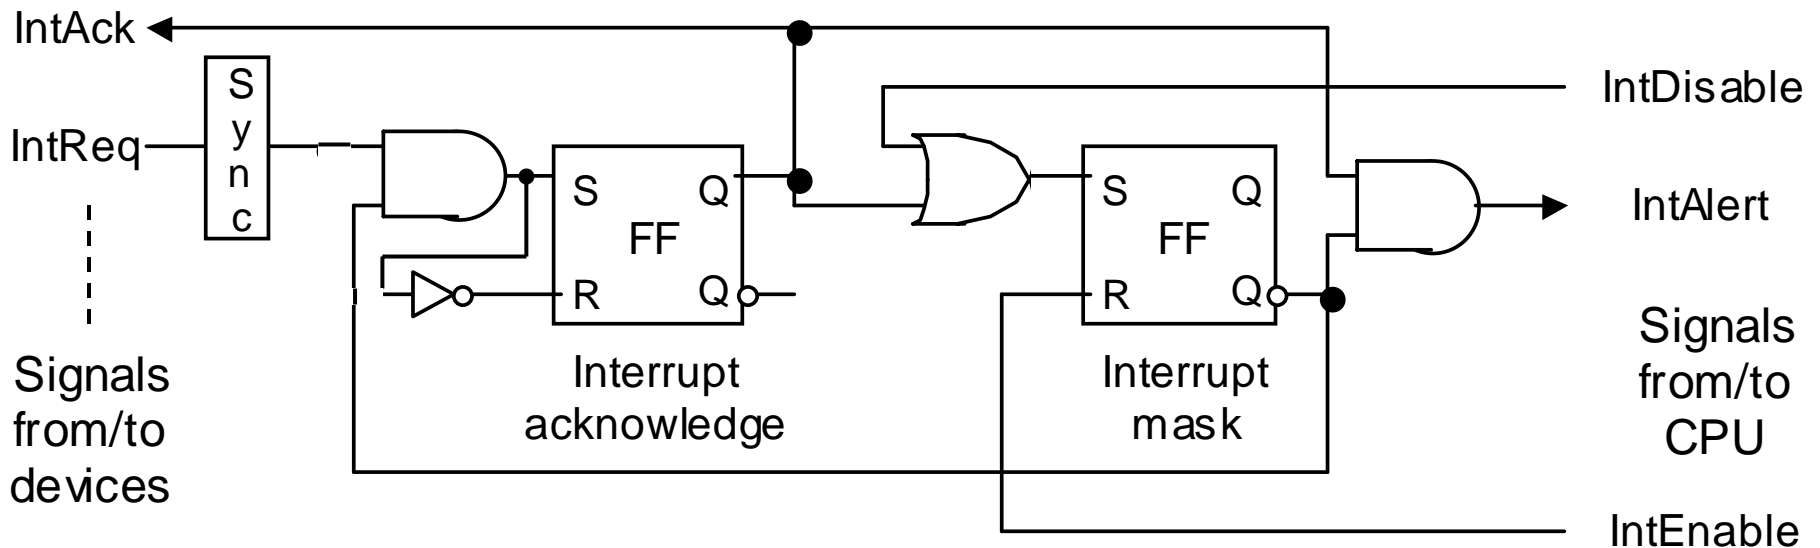 IntAck
IntReq
S
y
n
c
Signals
from/to
devices
S
Q
FF
R
Q
Interrupt
acknowledge
S
Q
FF
R
Q
Interrupt
mask
IntDisable
IntAlert
Signals
from/to
CPU
IntEnable